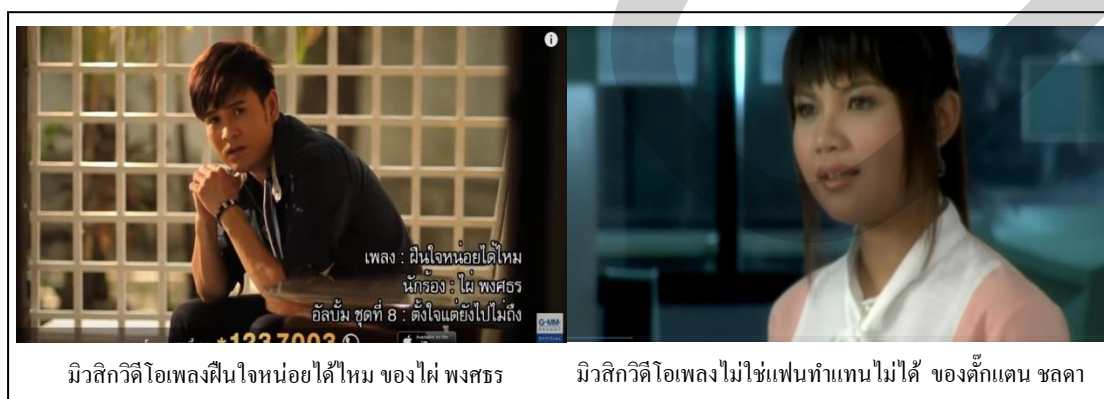 เพลง : ฝืนใจหน่อยได้ไหม
นักร้อง : ไผ่ พงศธร
อัลบั้ม ชุดที่ 8 : ตั้งใจแต่ยังไปไม่ถึง
*123 7003
G-MM
OFFICIAL
มิวสิกวิดีโอเพลงฝืนใจหน่อยได้ไหม ของไผ่ พงศธร
มิวสิกวิดีโอเพลงไม่ใช่แฟนทำแทนไม่ได้ ของตั๊กแตน ชลดา